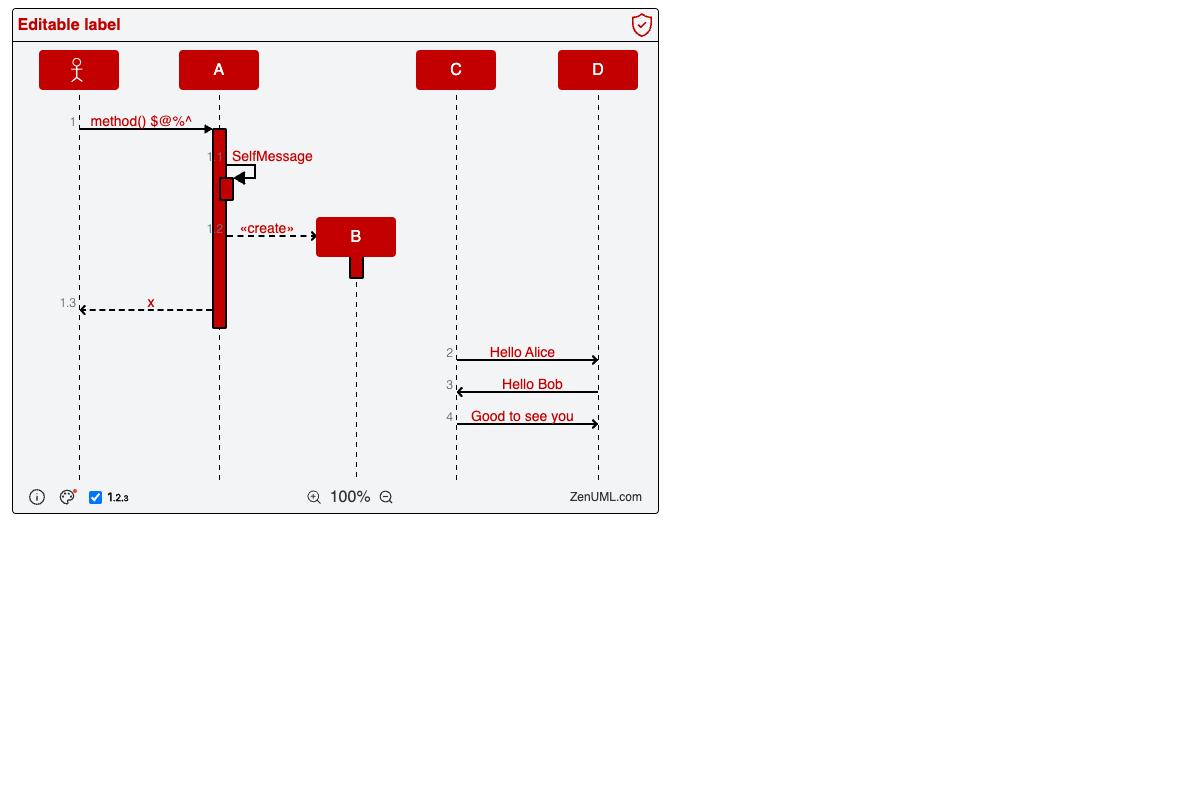 Editable label
A
C
D
1
method() $@%^
1.1
SelfMessage
1.2
«create»
B
1.3
x
2
Hello Alice
3
Hello Bob
4
Good to see you
1.2.3
100%
ZenUML.com